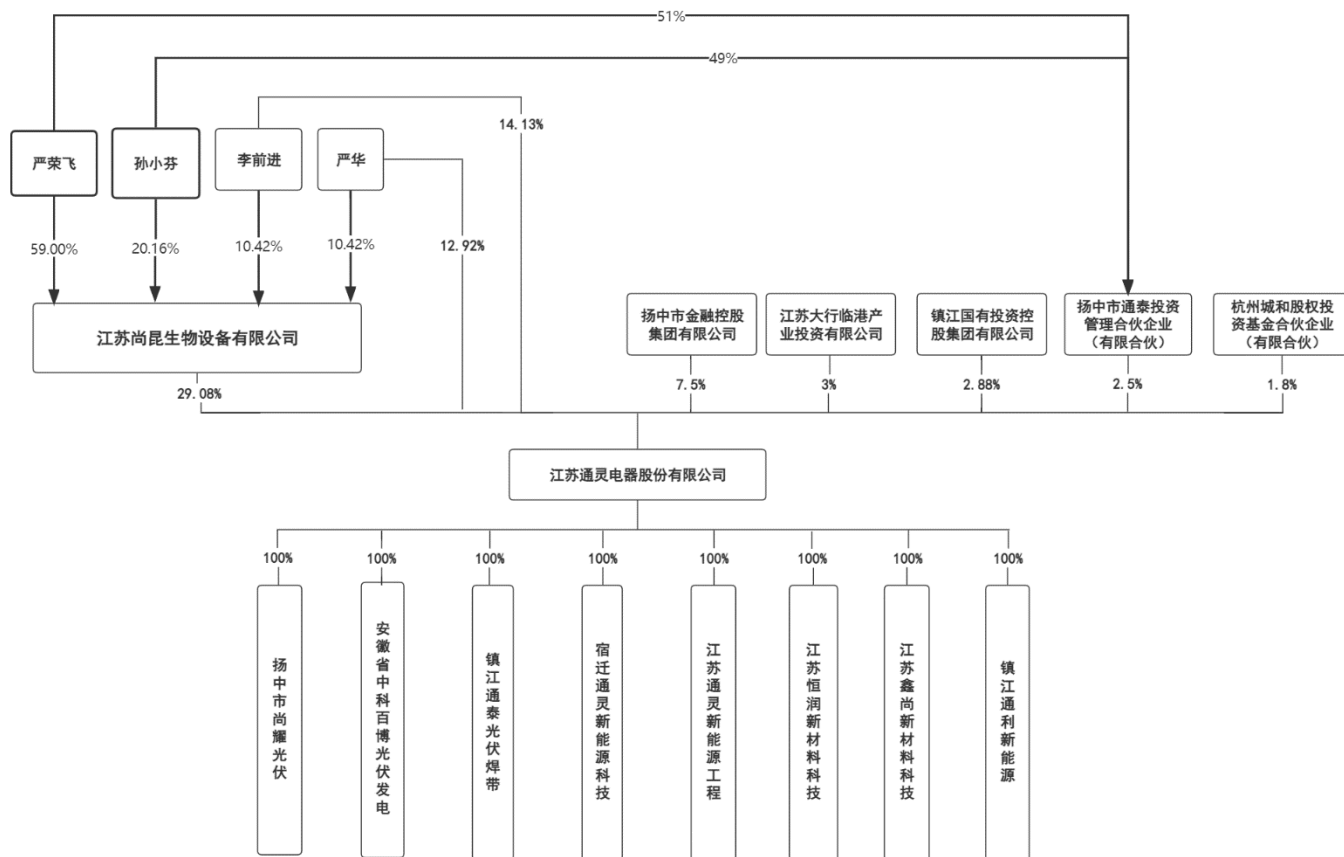 51%
49%
14.13%
严荣飞
孙小芬
李前进
严华
59.00%
20.16%
10.42%
10.42%
12.92%
江苏尚昆生物设备有限公司
扬中市金融控股
集团有限公司
江苏大行临港产
业投资有限公司
镇江国有投资控
股集团有限公司
扬中市通泰投资
管理合伙企业
（有限合伙）
杭州城和股权投
资基金合伙企业
（有限合伙）
29.08%
7.5%
3%
2.88%
2.5%
1.8%
江苏通灵电器股份有限公司
100%
100%
100%
100%
100%
100%
100%
100%
扬中市尚耀光伏
安徽省中科百博光伏发电
镇江通泰光伏焊带
宿迁通灵新能源科技
江苏通灵新能源工程
江苏恒润新材料科技
江苏鑫尚新材料科技
镇江通利新能源